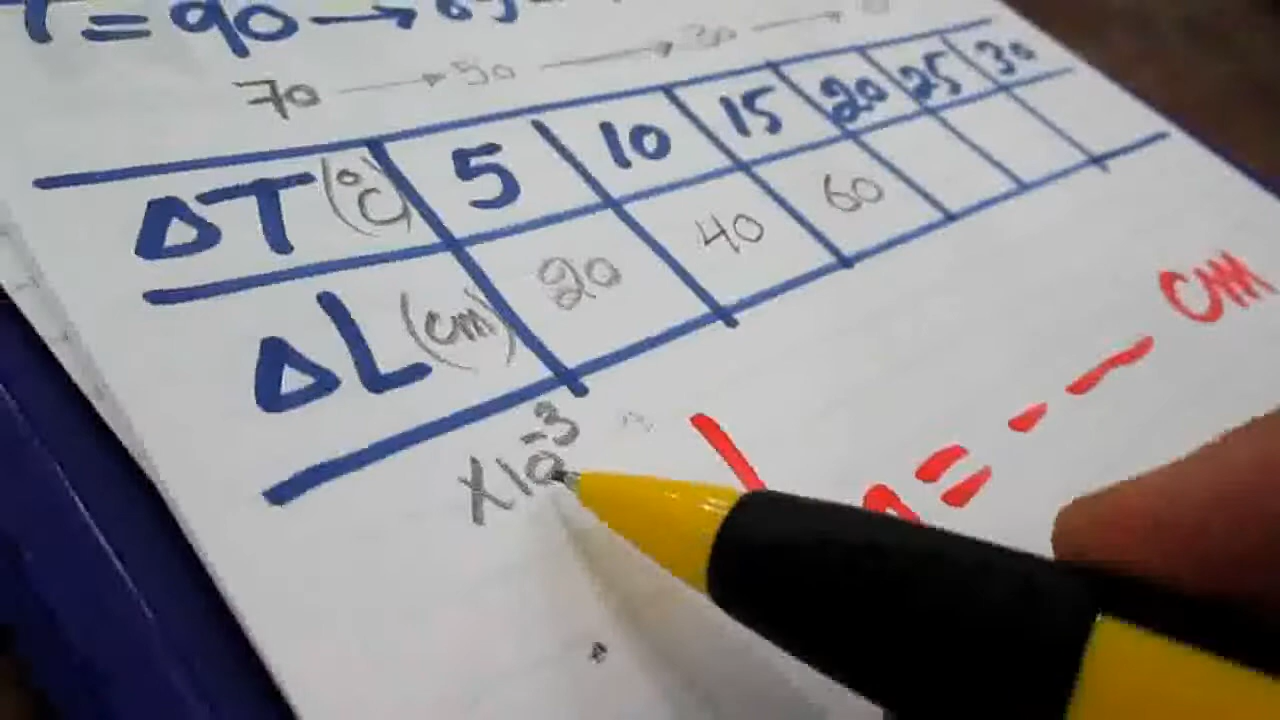 T = 90 →
70 → 50 → 30 →
ΔT (°C) 5 10 15 20 25 30
ΔL (cm) 20 40 60
X10⁻³
= - - cm